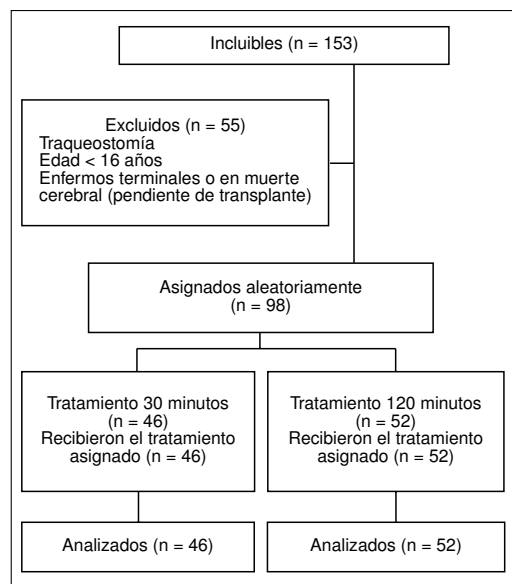 Incluibles (n = 153)
Excluidos (n = 55)
Traqueostomía
Edad < 16 años
Enfermos terminales o en muerte
cerebral (pendiente de transplante)
Asignados aleatoriamente
(n = 98)
Tratamiento 30 minutos
(n = 46)
Recibieron el tratamiento
asignado (n = 46)
Tratamiento 120 minutos
(n = 52)
Recibieron el tratamiento
asignado (n = 52)
Analizados (n = 46)
Analizados (n = 52)